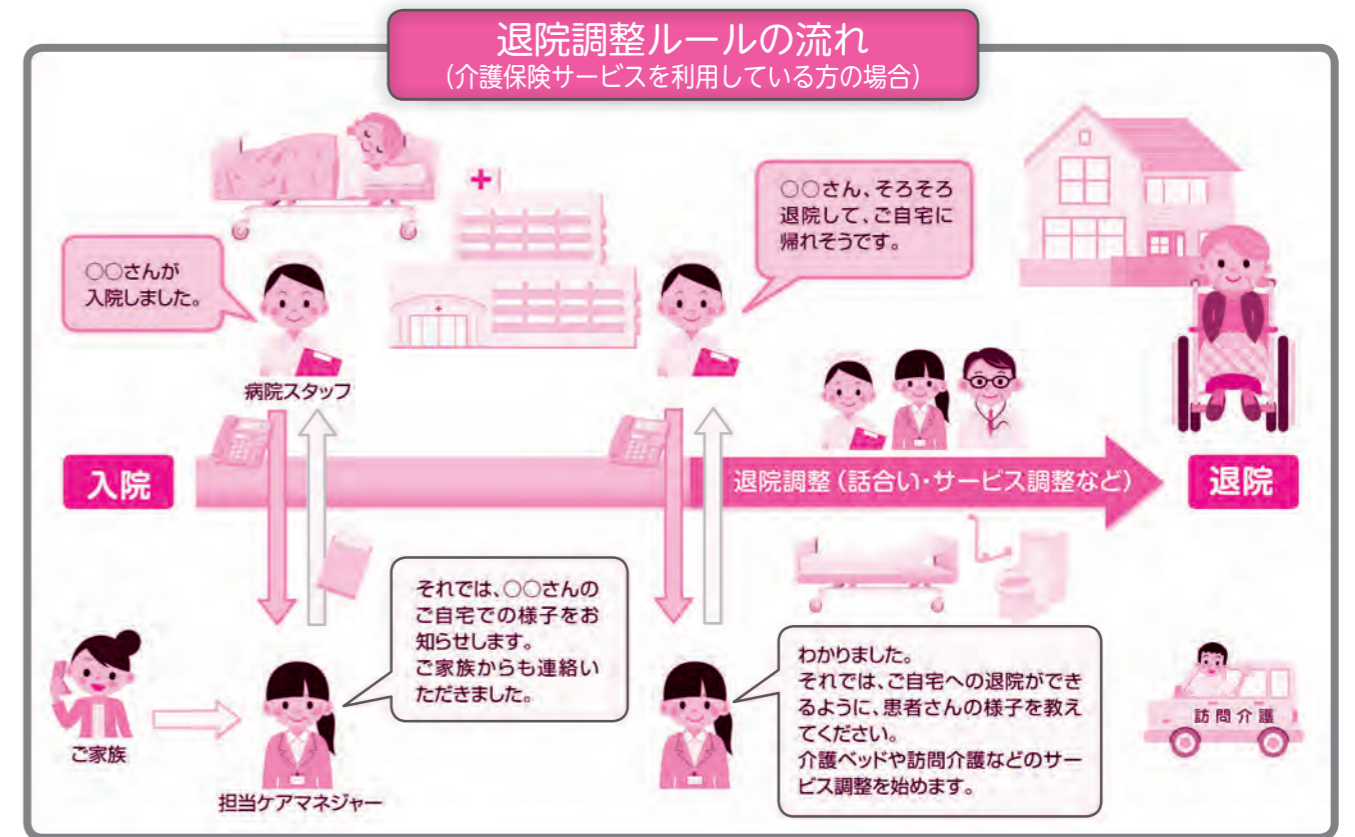 退院調整ルールの流れ
(介護保険サービスを利用している方の場合)
○○さんが
入院しました。
病院スタッフ
○○さん、そろそろ
退院して、ご自宅に
帰れそうです。
入院
退院調整(話合い・サービス調整など)
退院
ご家族
担当ケアマネジャー
それでは、○○さんの
ご自宅での様子をお
知らせします。
ご家族からも連絡い
ただきました。
わかりました。
それでは、ご自宅への退院ができ
るように、患者さんの様子を教え
てください。
介護ベッドや訪問介護などのサー
ビス調整を始めます。
訪問介護